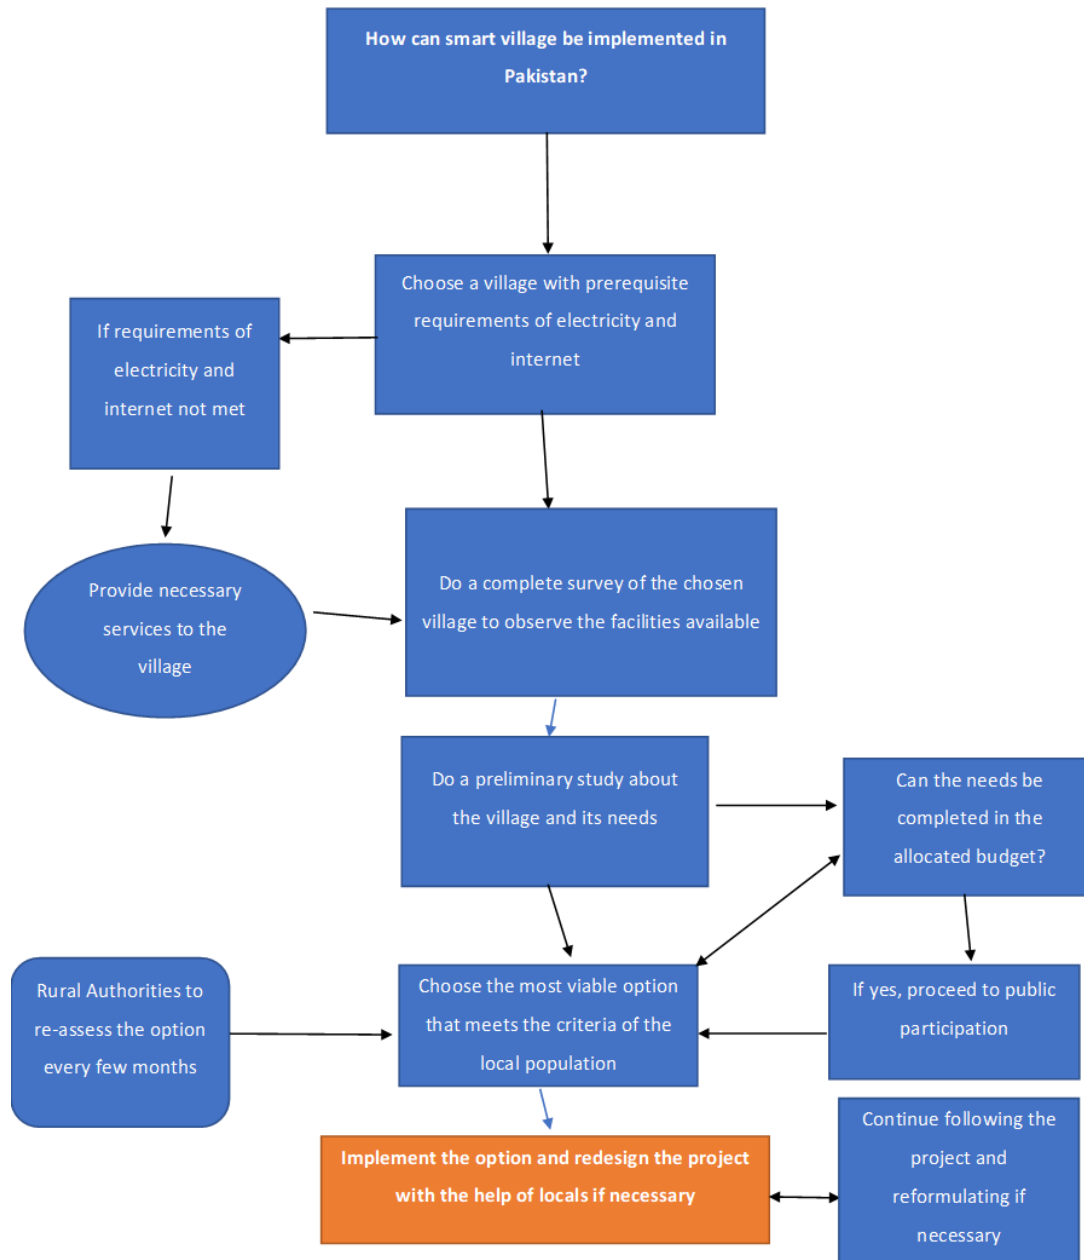 How can smart village be implemented in
Pakistan?
Choose a village with prerequisite
requirements of electricity and
internet
If requirements of
electricity and
internet not met
Provide necessary
services to the
village
Do a complete survey of the chosen
village to observe the facilities available
Do a preliminary study about
the village and its needs
Can the needs be
completed in the
allocated budget?
Rural Authorities to
re-assess the option
every few months
Choose the most viable option
that meets the criteria of the
local population
If yes, proceed to public
participation
Implement the option and redesign the project
with the help of locals if necessary
Continue following the
project and
reformulating if
necessary